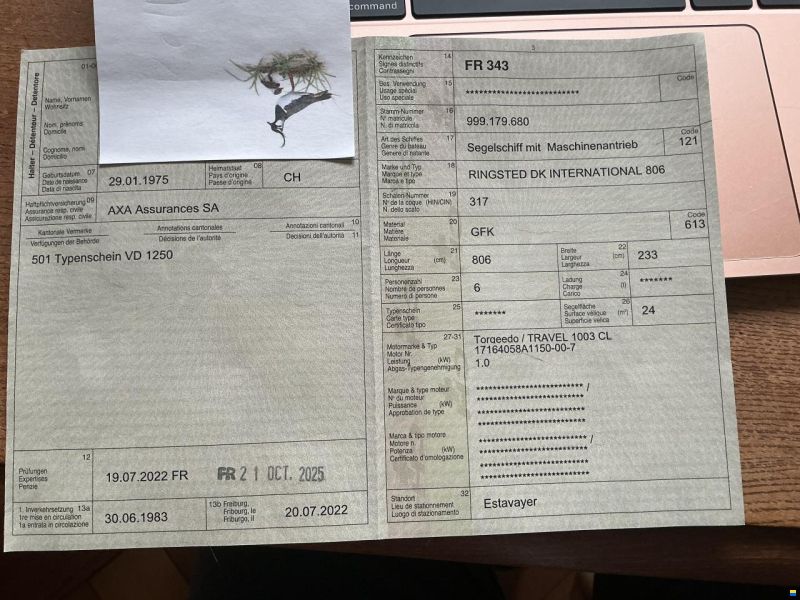 command
01-0
Halter – Détenteur – Detentore
Name, Vornamen
Wohnsitz
Nom, prénoms
Domicile
Cognome, nomi
Domicilio
Geburtsdatum 07
Date de naissance
Data di nascita
29.01.1975
Heimatstaat 08
Pays d'origine
Paese d'origine
CH
Haftpflichtversicherung 09
Assurance resp. civile
Assicurazione resp. civile
AXA Assurances SA
Kantonale Vermerke
Annotations cantonales
Annotazioni cantonali 10
Verfügungen der Behörde
Décisions de l'autorité
Decisioni dell'autorità 11
501 Typenschein VD 1250
12
Prüfungen
Expertises
Perizie
19.07.2022 FR
FR 21 OCT. 2025
1. Inverkehrsetzung 13a
1re mise en circulation
1a entrata in circolazione
30.06.1983
13b Freiburg,
Fribourg, le
Friburgo, il
20.07.2022
3
Kennzeichen 14
Signes distinctifs
Contrassegni
FR 343
Bes. Verwendung 15
Usage spécial
Uso speciale
*************************
Code
Stamm-Nummer 16
N° matricule
N. di matricola
999.179.680
Art des Schiffes 17
Genre du bateau
Genere di natante
Segelschiff mit Maschinenantrieb
Code
121
Marke und Typ 18
Marque et type
Marca e tipo
RINGSTED DK INTERNATIONAL 806
Schalen-Nummer 19
N° de la coque (HIN/CIN)
N. dello scafo
317
Material 20
Matière
Materiale
GFK
Code
613
Länge 21
Longueur (cm)
Lunghezza
806
Breite 22
Largeur (cm)
Larghezza
233
Personenzahl 23
Nombre de personnes
Numero di persone
6
Ladung 24
Charge (t)
Carico
*******
Typenschein 25
Carte type
Certificato tipo
*******
Segelfläche 26
Surface vélique (m²)
Superficie velica
24
27-31
Motormarke & Typ
Motor Nr.
Leistung (kW)
Abgas-Typengenehmigung
Torqeedo / TRAVEL 1003 CL
17164058A1150-00-7
1.0
Marque & type moteur
N° du moteur
Puissance (kW)
Approbation de type
************************ /
************************
************************
************************
Marca & tipo motore
Motore n.
Potenza (kW)
Certificato d'omologazione
************************ /
************************
************************
************************
Standort 32
Lieu de stationnement
Luogo di stazionamento
Estavayer